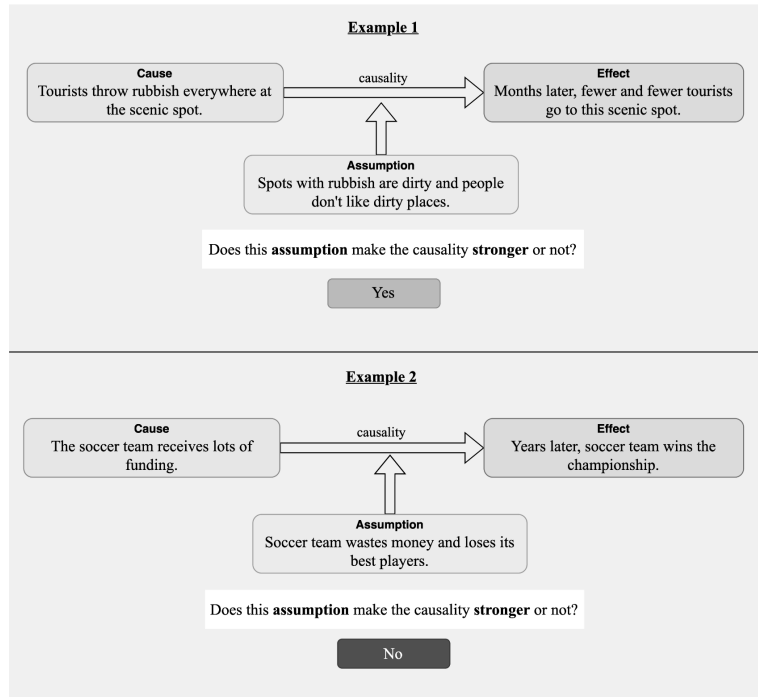 Example 1
Cause
Tourists throw rubbish everywhere at
the scenic spot.
causality
Effect
Months later, fewer and fewer tourists
go to this scenic spot.
Assumption
Spots with rubbish are dirty and people
don't like dirty places.
Does this assumption make the causality stronger or not?
Yes
Example 2
Cause
The soccer team receives lots of
funding.
causality
Effect
Years later, soccer team wins the
championship.
Assumption
Soccer team wastes money and loses its
best players.
Does this assumption make the causality stronger or not?
No